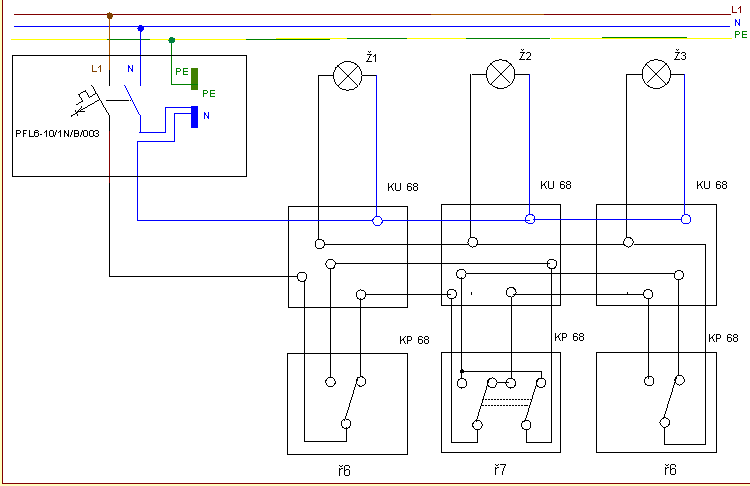 L1
N
PE
Ž1
Ž2
Ž3
L1 N PE
PE
N
PFL6-10/1N/B/003
KU 68
KU 68
KU 68
KP 68
KP 68
KP 68
ř6
ř7
ř6